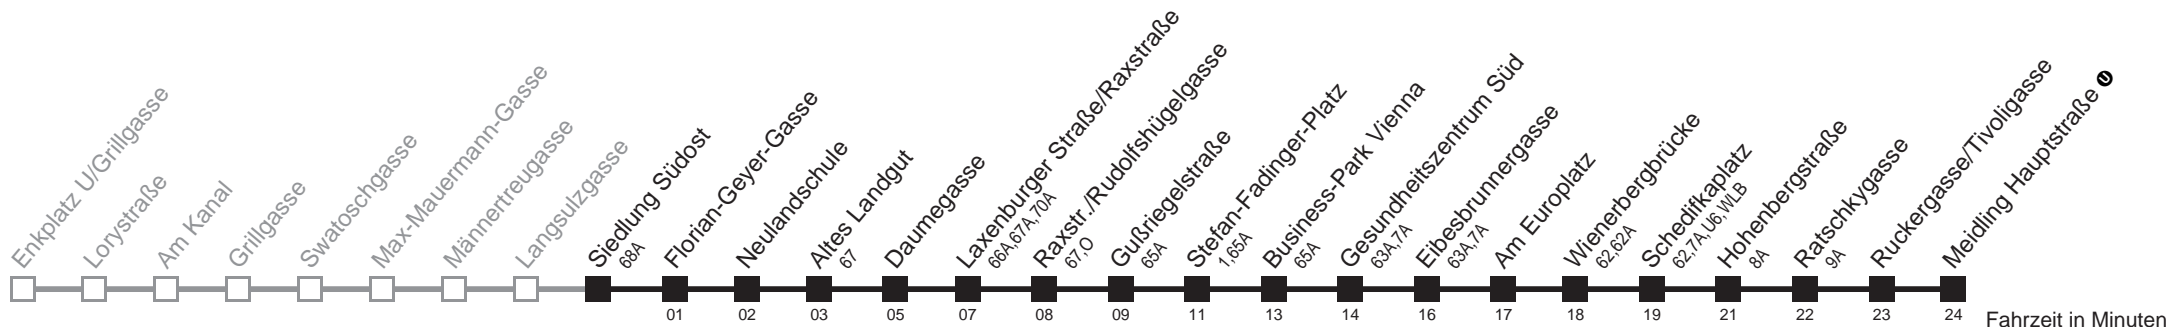 Enkplatz U/Grillgasse
Lorystraße
Am Kanal
Grillgasse
Swatoschgasse
Max-Mauermann-Gasse
Männertreugasse
Langsulzgasse
Siedlung Südost
68A
Florian-Geyer-Gasse
01
Neulandschule
02
Altes Landgut
67
03
Daumegasse
05
Laxenburger Straße/Raxstraße
66A,67A,70A
07
Raxstr./Rudolfshügelgasse
67,O
08
Gußriegelstraße
65A
09
Stefan-Fadinger-Platz
1,65A
11
Business-Park Vienna
65A
13
Gesundheitszentrum Süd
63A,7A
14
Eibesbrunnergasse
63A,7A
16
Am Europlatz
17
Wienerbergbrücke
62,62A
18
Schedifkaplatz
62,7A,U6,WLB
19
Hohenbergstraße
8A
21
Ratschkygasse
9A
22
Ruckergasse/Tivoligasse
23
Meidling Hauptstraße U
24
Fahrzeit in Minuten